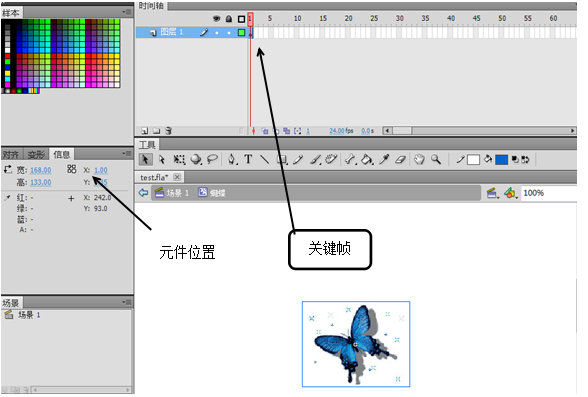 样本
时间轴
1 5 10 15 20 25 30 35 40 45 50 55 60
图层 1
1 24.00 fps 0.0 s
对齐 变形 信息
宽: 168.00 X: 1.00
高: 133.00 Y:
红: - X: 242.0
绿: - Y: 93.0
蓝: -
A: -
工具
T
test.fla*
场景 1 蝴蝶 100%
元件位置
关键帧
场景
场景 1